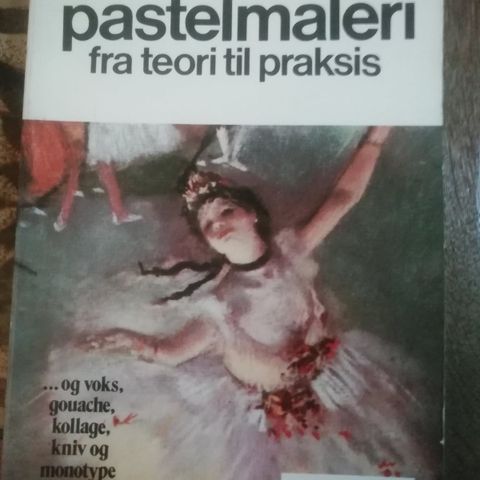 pastelmaleri
fra teori til praksis
...og voks,
gouache,
kollage,
kniv og
monotype